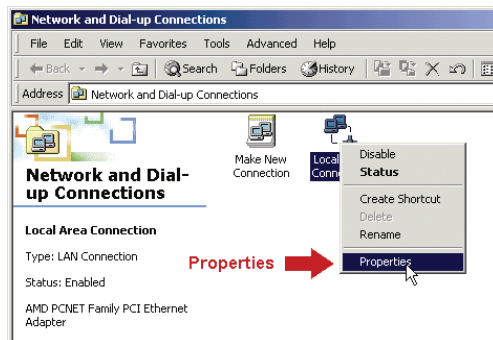 Network and Dial-up Connections
File Edit View Favorites Tools Advanced Help
Back Search Folders History
Address Network and Dial-up Connections
Network and Dial-
up Connections
Local Area Connection
Type: LAN Connection
Status: Enabled
AMD PCNET Family PCI Ethernet
Adapter
Make New
Connection
Local
Conne
Disable
Status
Create Shortcut
Delete
Rename
Properties
Properties